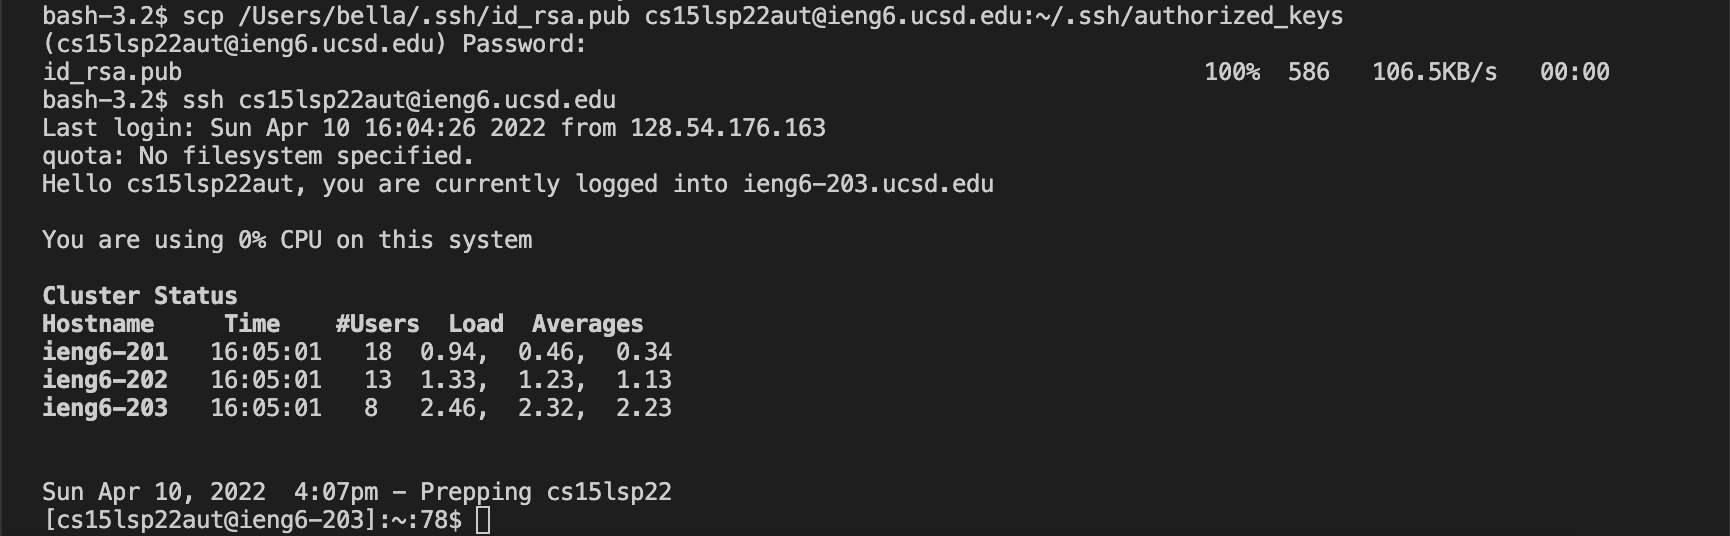 bash-3.2$ scp /Users/bella/.ssh/id_rsa.pub cs15lsp22aut@ieng6.ucsd.edu:~/.ssh/authorized_keys
(cs15lsp22aut@ieng6.ucsd.edu) Password:
id_rsa.pub 100% 586 106.5KB/s 00:00
bash-3.2$ ssh cs15lsp22aut@ieng6.ucsd.edu
Last login: Sun Apr 10 16:04:26 2022 from 128.54.176.163
quota: No filesystem specified.
Hello cs15lsp22aut, you are currently logged into ieng6-203.ucsd.edu
You are using 0% CPU on this system
Cluster Status
Hostname Time #Users Load Averages
ieng6-201 16:05:01 18 0.94, 0.46, 0.34
ieng6-202 16:05:01 13 1.33, 1.23, 1.13
ieng6-203 16:05:01 8 2.46, 2.32, 2.23
Sun Apr 10, 2022 4:07pm - Prepping cs15lsp22
[cs15lsp22aut@ieng6-203]:~:78$